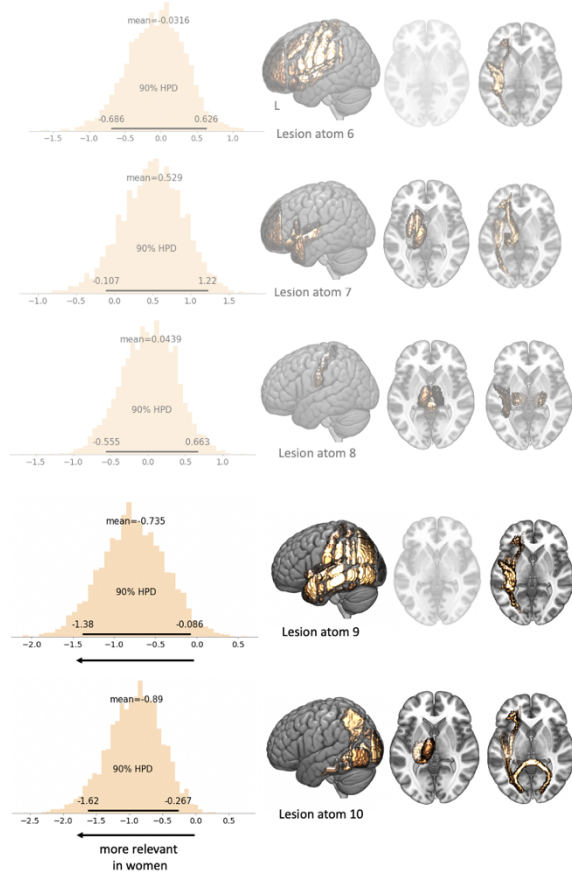 mean=-0.0316
90% HPD
-0.686 0.626
-1.5 -1.0 -0.5 0.0 0.5 1.0
L
Lesion atom 6
mean=0.529
90% HPD
-0.107 1.22
-1.0 -0.5 0.0 0.5 1.0 1.5
Lesion atom 7
mean=0.0439
90% HPD
-0.555 0.663
-1.0 -0.5 0.0 0.5 1.0
Lesion atom 8
mean=-0.735
90% HPD
-1.38 -0.086
-2.0 -1.5 -1.0 -0.5 0.0 0.5
Lesion atom 9
mean=-0.89
90% HPD
-1.62 -0.267
-2.5 -2.0 -1.5 -1.0 -0.5 0.0 0.5
Lesion atom 10
more relevant
in women